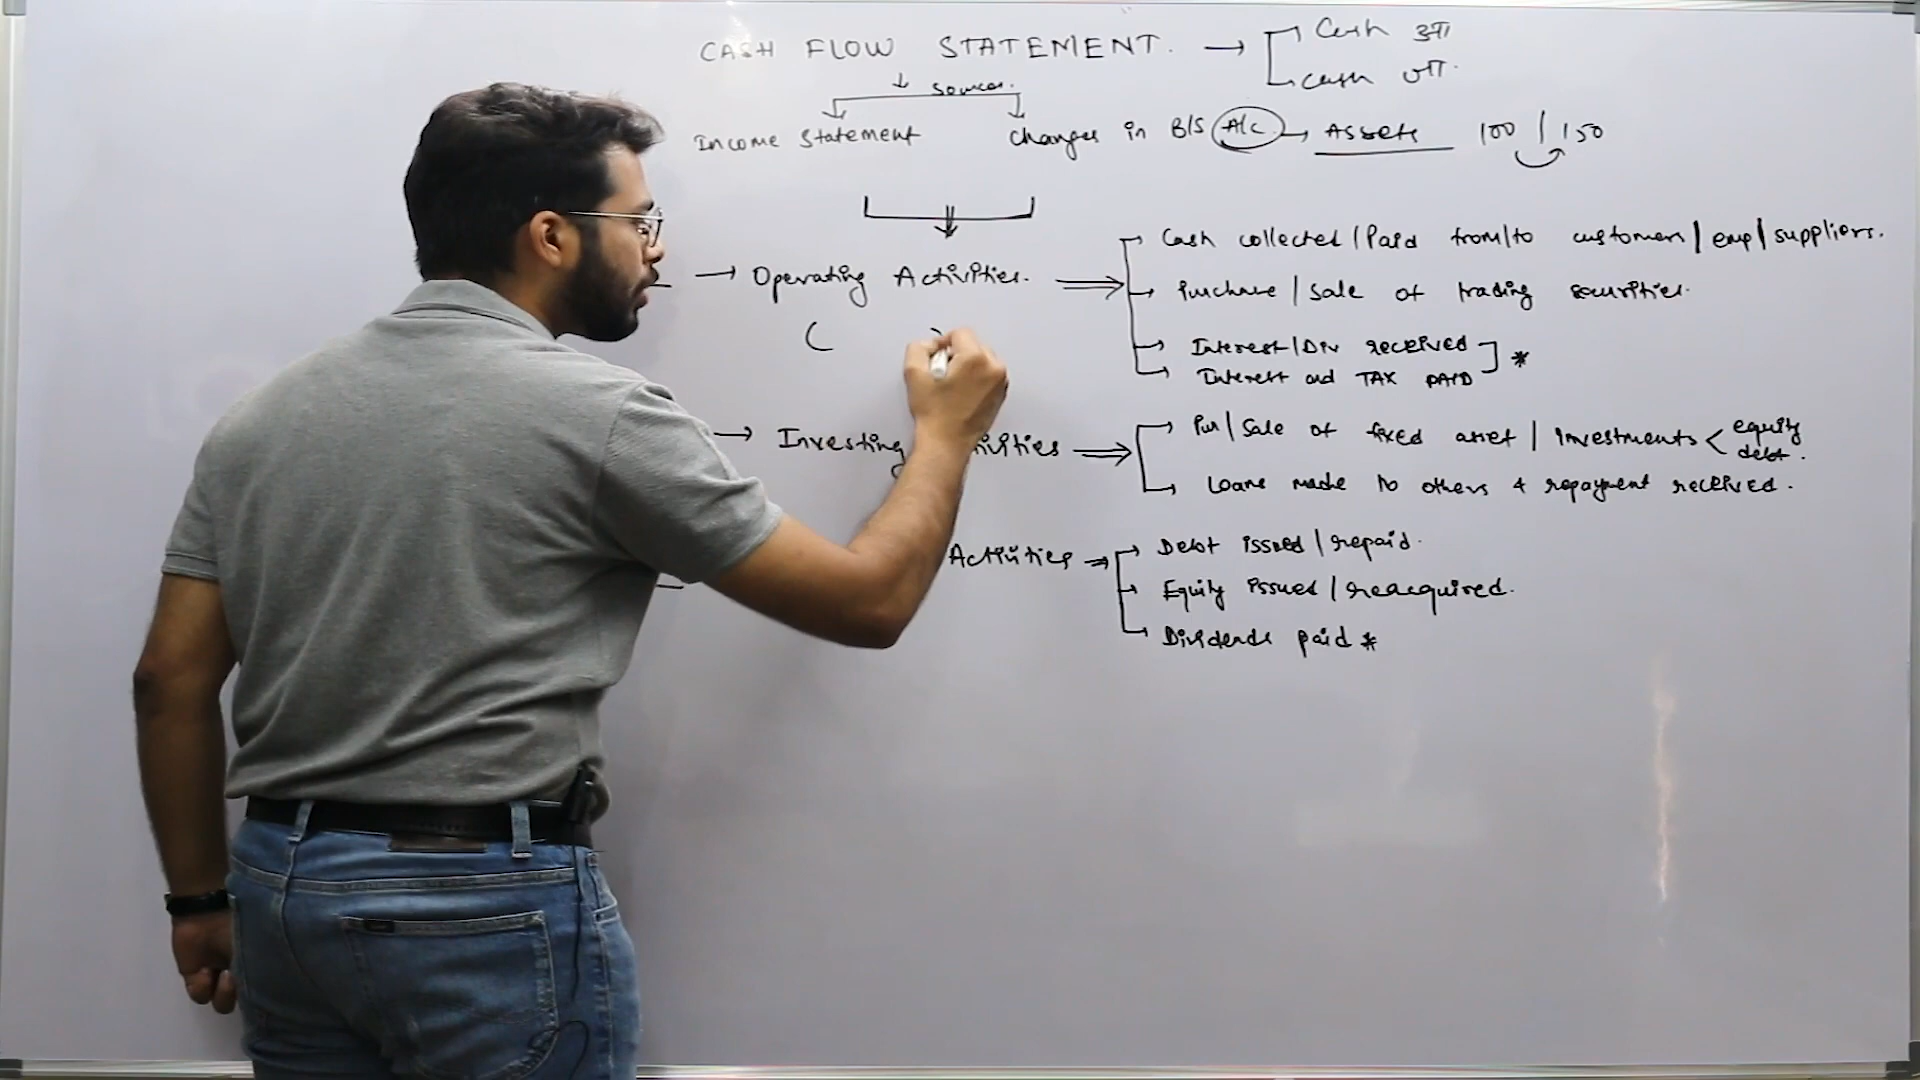 CASH FLOW STATEMENT. → Cash आ
Cash जा.
↓ Sources.
Income Statement Changes in B/S A/c → Assets 100 | 150
→ Operating Activities.
Cash collected / Paid from/to customers / emp / suppliers.
Purchase / Sale of trading securities.
Interest / Div received
Interest and TAX PAID *
(
→ Investing
Pur / Sale of fixed asset / Investments < equity
debt.
Loans made to others & repayment received.
Activities ⇒ Debt issued / repaid.
Equity issued / reacquired.
Dividends paid *